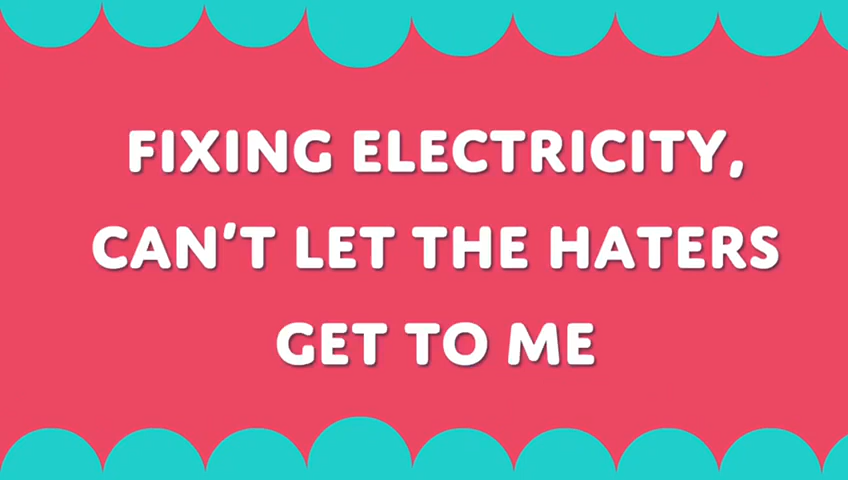 FIXING ELECTRICITY,
CAN'T LET THE HATERS
GET TO ME